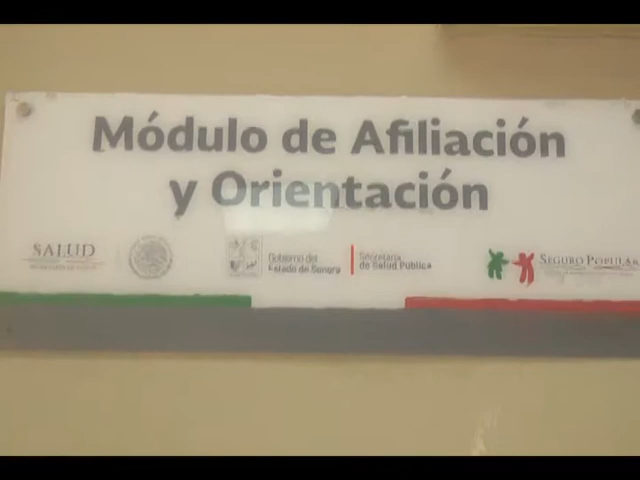 Módulo de Afiliación
y Orientación
SALUD
Gobierno del
Estado de Sonora
Secretaría
de Salud Pública
SEGURO POPULAR